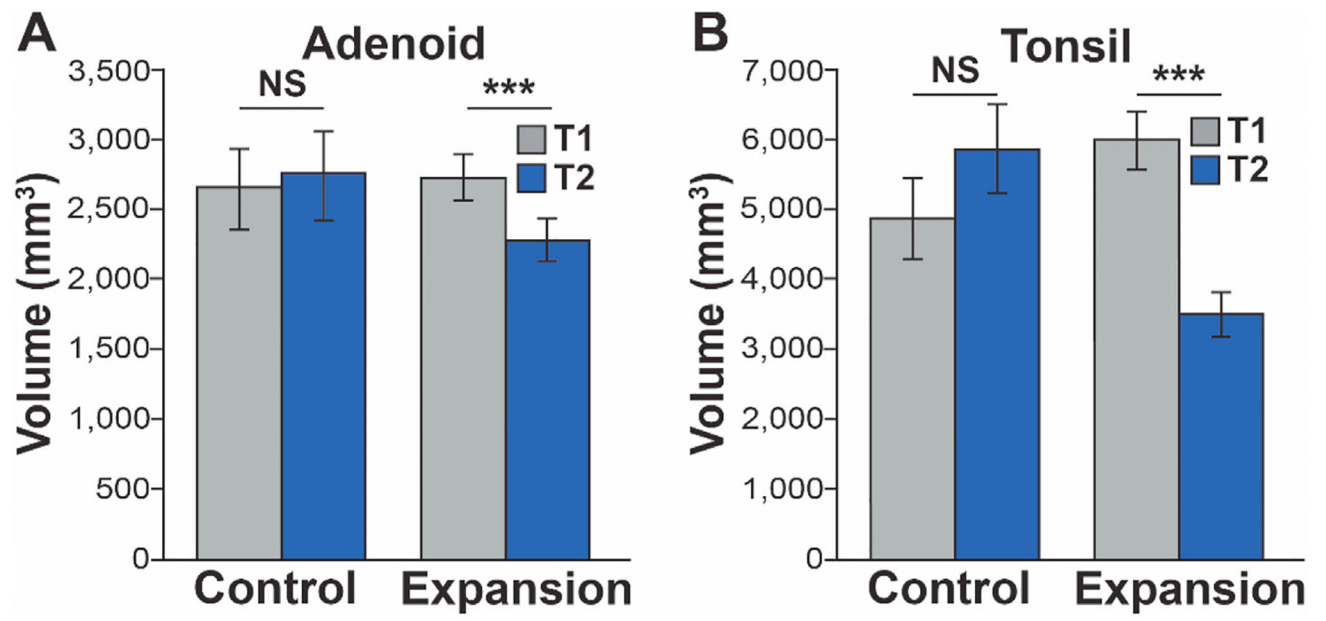 A
Adenoid
NS
***
T1
T2
Volume (mm³)
3,500
3,000
2,500
2,000
1,500
1,000
500
0
Control
Expansion
B
Tonsil
NS
***
T1
T2
Volume (mm³)
7,000
6,000
5,000
4,000
3,000
2,000
1,000
0
Control
Expansion